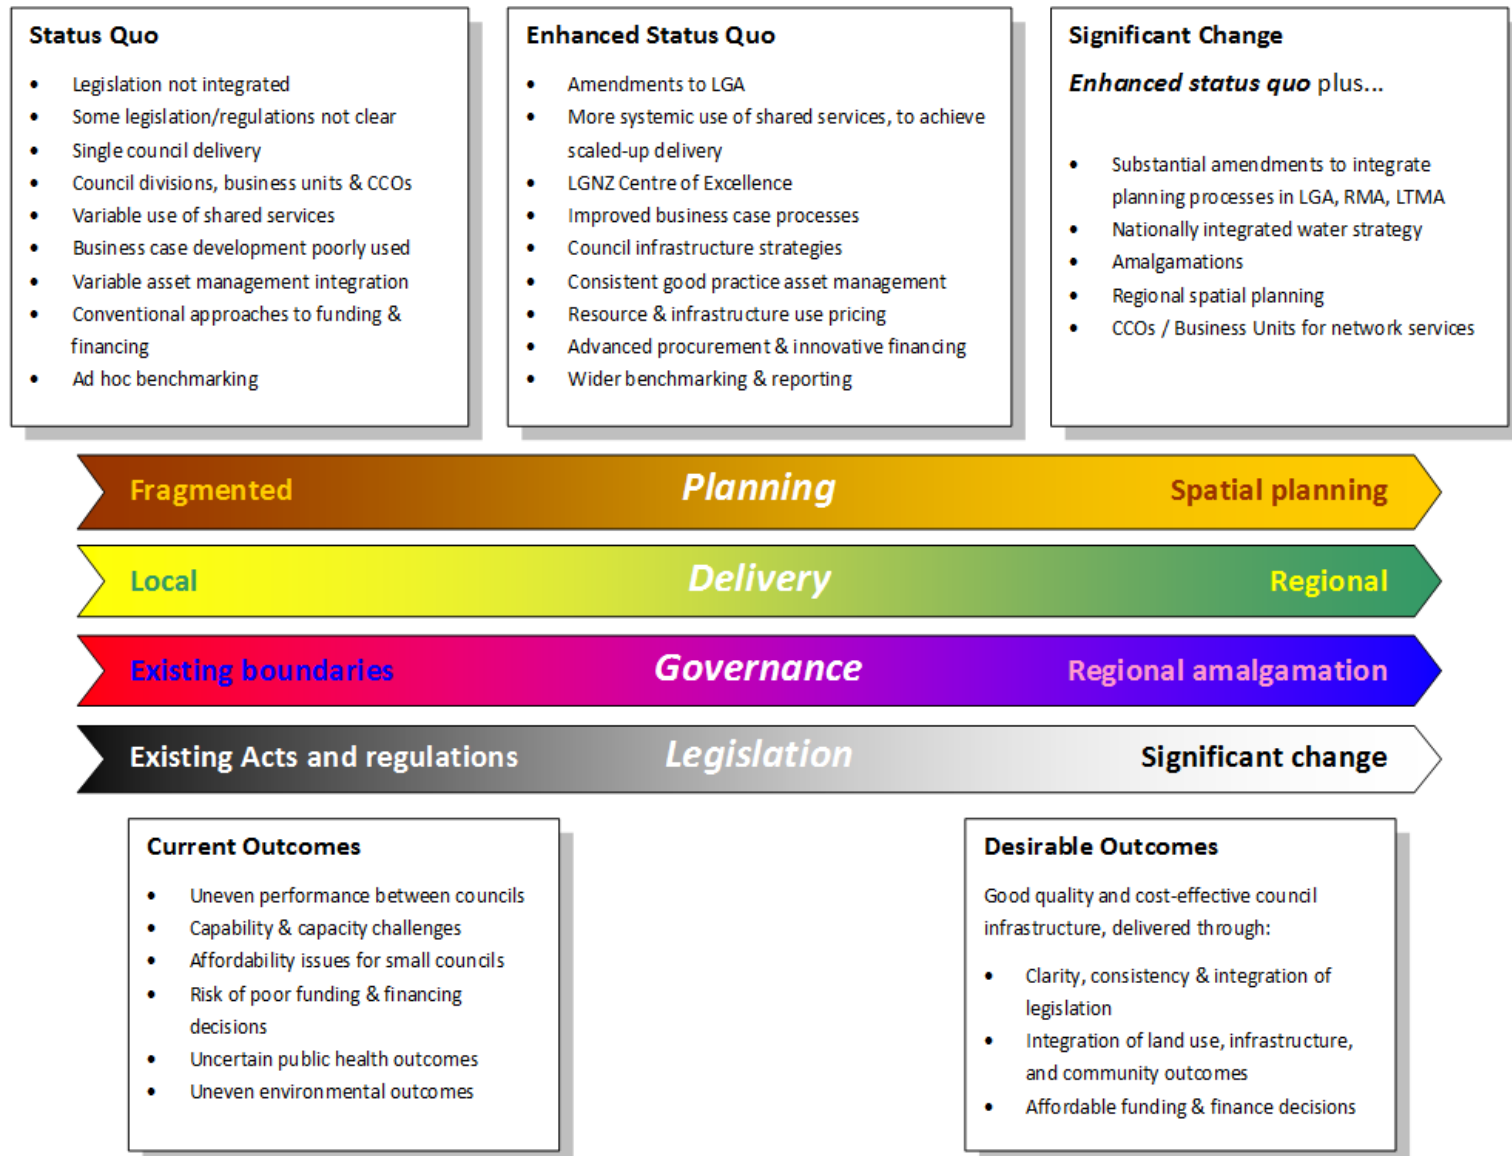 Status Quo
• Legislation not integrated
• Some legislation/regulations not clear
• Single council delivery
• Council divisions, business units & CCOs
• Variable use of shared services
• Business case development poorly used
• Variable asset management integration
• Conventional approaches to funding &
financing
• Ad hoc benchmarking
Enhanced Status Quo
• Amendments to LGA
• More systemic use of shared services, to achieve
scaled-up delivery
• LGNZ Centre of Excellence
• Improved business case processes
• Council infrastructure strategies
• Consistent good practice asset management
• Resource & infrastructure use pricing
• Advanced procurement & innovative financing
• Wider benchmarking & reporting
Significant Change
Enhanced status quo plus...
• Substantial amendments to integrate
planning processes in LGA, RMA, LTMA
• Nationally integrated water strategy
• Amalgamations
• Regional spatial planning
• CCOs / Business Units for network services
Fragmented Planning Spatial planning
Local Delivery Regional
Existing boundaries Governance Regional amalgamation
Existing Acts and regulations Legislation Significant change
Current Outcomes
• Uneven performance between councils
• Capability & capacity challenges
• Affordability issues for small councils
• Risk of poor funding & financing
decisions
• Uncertain public health outcomes
• Uneven environmental outcomes
Desirable Outcomes
Good quality and cost-effective council
infrastructure, delivered through:
• Clarity, consistency & integration of
legislation
• Integration of land use, infrastructure,
and community outcomes
• Affordable funding & finance decisions